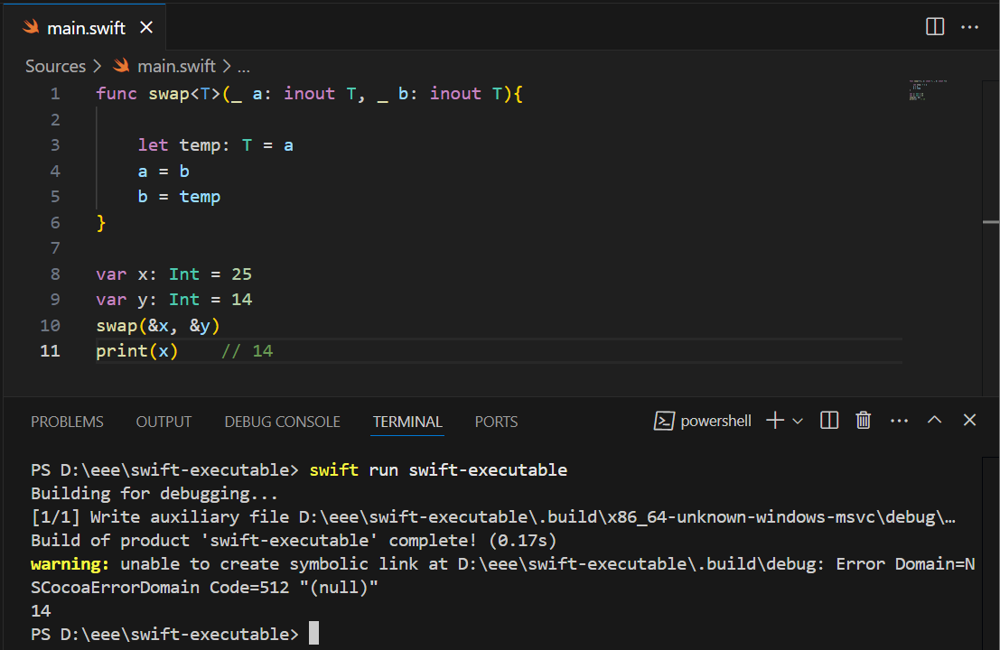 main.swift
Sources > main.swift > ...
1 func swap<T>(_ a: inout T, _ b: inout T){
2
3     let temp: T = a
4     a = b
5     b = temp
6 }
7
8 var x: Int = 25
9 var y: Int = 14
10 swap(&x, &y)
11 print(x)    // 14
PROBLEMS OUTPUT DEBUG CONSOLE TERMINAL PORTS powershell
PS D:\eee\swift-executable> swift run swift-executable
Building for debugging...
[1/1] Write auxiliary file D:\eee\swift-executable\.build\x86_64-unknown-windows-msvc\debug\…
Build of product 'swift-executable' complete! (0.17s)
warning: unable to create symbolic link at D:\eee\swift-executable\.build\debug: Error Domain=N
SCocoaErrorDomain Code=512 "(null)"
14
PS D:\eee\swift-executable>